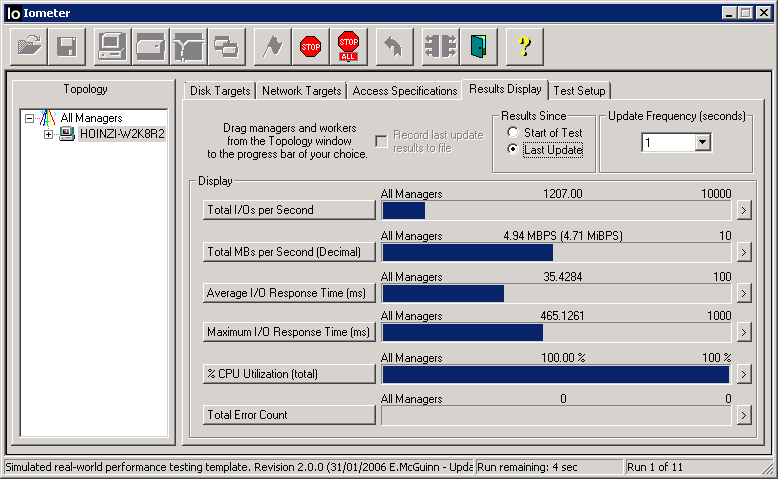 Io Iometer
STOP
STOP
ALL
?
Topology
All Managers
HOINZI-W2K8R2
Disk Targets Network Targets Access Specifications Results Display Test Setup
Drag managers and workers
from the Topology window
to the progress bar of your choice.
Record last update
results to file
Results Since
Start of Test
Last Update
Update Frequency (seconds)
1
Display
All Managers 1207.00 10000
Total I/Os per Second >
All Managers 4.94 MBPS (4.71 MiBPS) 10
Total MBs per Second (Decimal) >
All Managers 35.4284 100
Average I/O Response Time (ms) >
All Managers 465.1261 1000
Maximum I/O Response Time (ms) >
All Managers 100.00 % 100 %
% CPU Utilization (total) >
All Managers 0 0
Total Error Count >
Simulated real-world performance testing template. Revision 2.0.0 (31/01/2006 E.McGuinn - Upda Run remaining: 4 sec Run 1 of 11